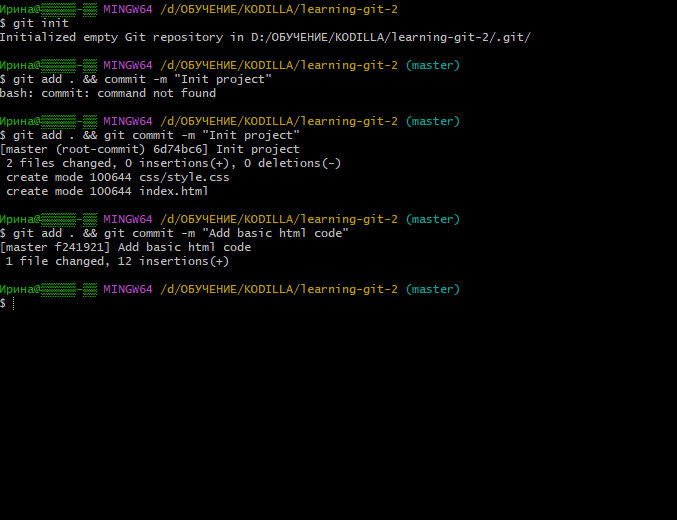 Ирина@ MINGW64 /d/ОБУЧЕНИЕ/KODILLA/learning-git-2
$ git init
Initialized empty Git repository in D:/ОБУЧЕНИЕ/KODILLA/learning-git-2/.git/
Ирина@ MINGW64 /d/ОБУЧЕНИЕ/KODILLA/learning-git-2 (master)
$ git add . && commit -m "Init project"
bash: commit: command not found
Ирина@ MINGW64 /d/ОБУЧЕНИЕ/KODILLA/learning-git-2 (master)
$ git add . && git commit -m "Init project"
[master (root-commit) 6d74bc6] Init project
2 files changed, 0 insertions(+), 0 deletions(-)
create mode 100644 css/style.css
create mode 100644 index.html
Ирина@ MINGW64 /d/ОБУЧЕНИЕ/KODILLA/learning-git-2 (master)
$ git add . && git commit -m "Add basic html code"
[master f241921] Add basic html code
1 file changed, 12 insertions(+)
Ирина@ MINGW64 /d/ОБУЧЕНИЕ/KODILLA/learning-git-2 (master)
$